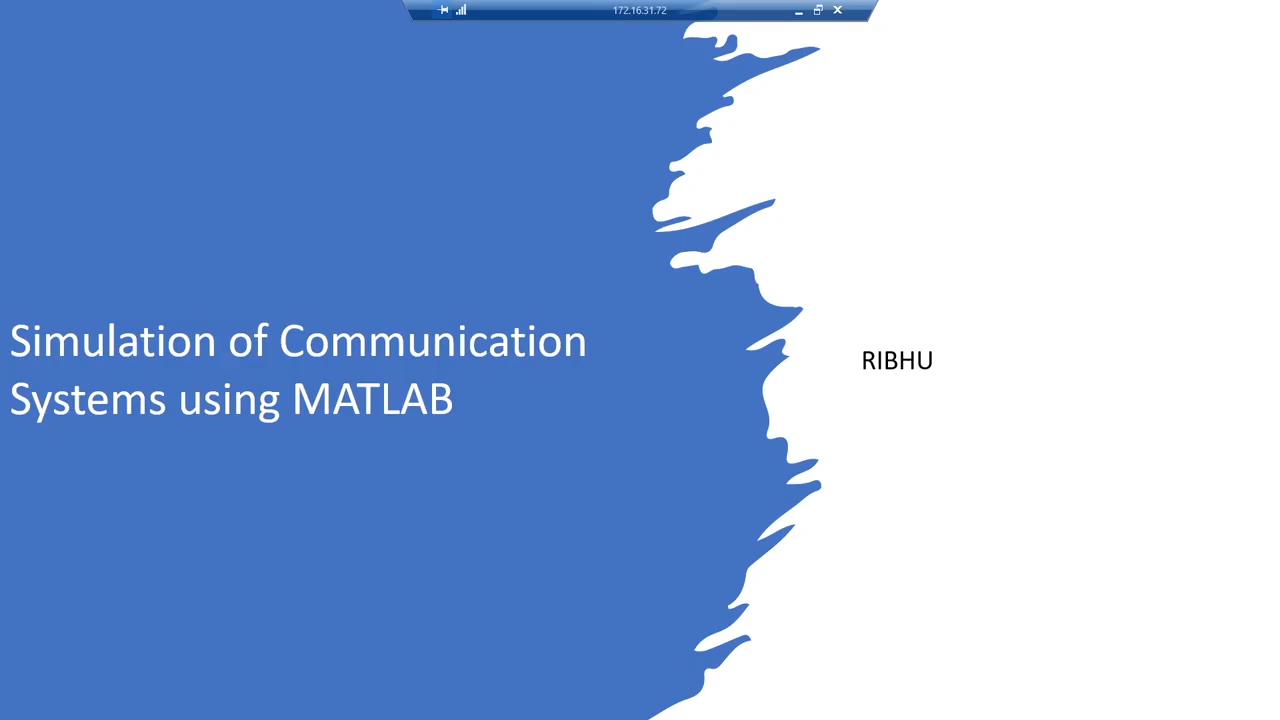 172.16.31.72
Simulation of Communication
Systems using MATLAB
RIBHU